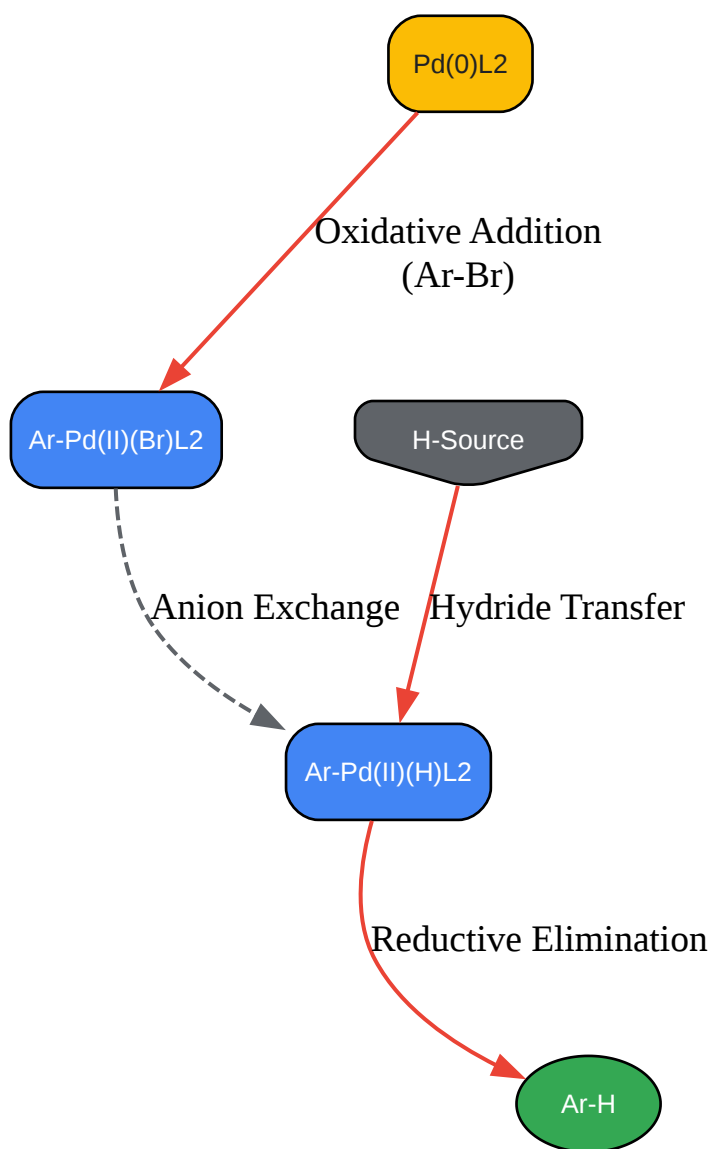 Pd(0)L2
Oxidative Addition
(Ar-Br)
Ar-Pd(II)(Br)L2
H-Source
Anion Exchange
Hydride Transfer
Ar-Pd(II)(H)L2
Reductive Elimination
Ar-H